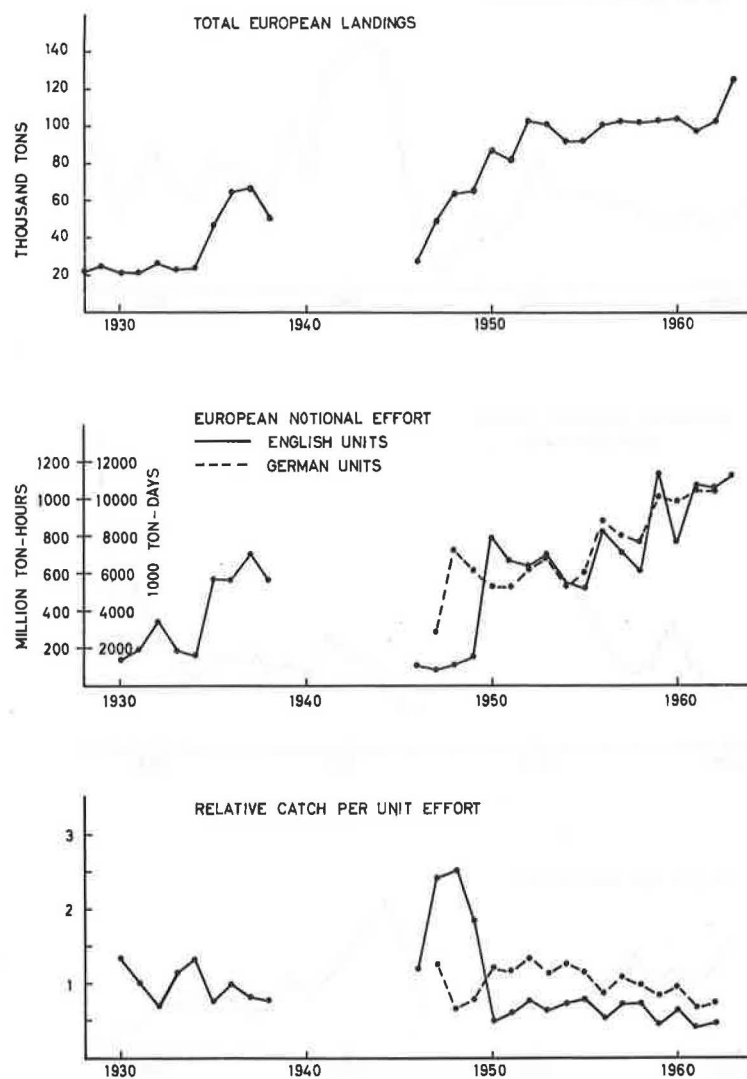 TOTAL EUROPEAN LANDINGS
THOUSAND TONS
140
120
100
80
60
40
20
1930 1940 1950 1960
EUROPEAN NOTIONAL EFFORT
ENGLISH UNITS
GERMAN UNITS
MILLION TON-HOURS
1200
1000
800
600
400
200
1000 TON-DAYS
12000
10000
8000
6000
4000
2000
1930 1940 1950 1960
RELATIVE CATCH PER UNIT EFFORT
3
2
1
1930 1940 1950 1960